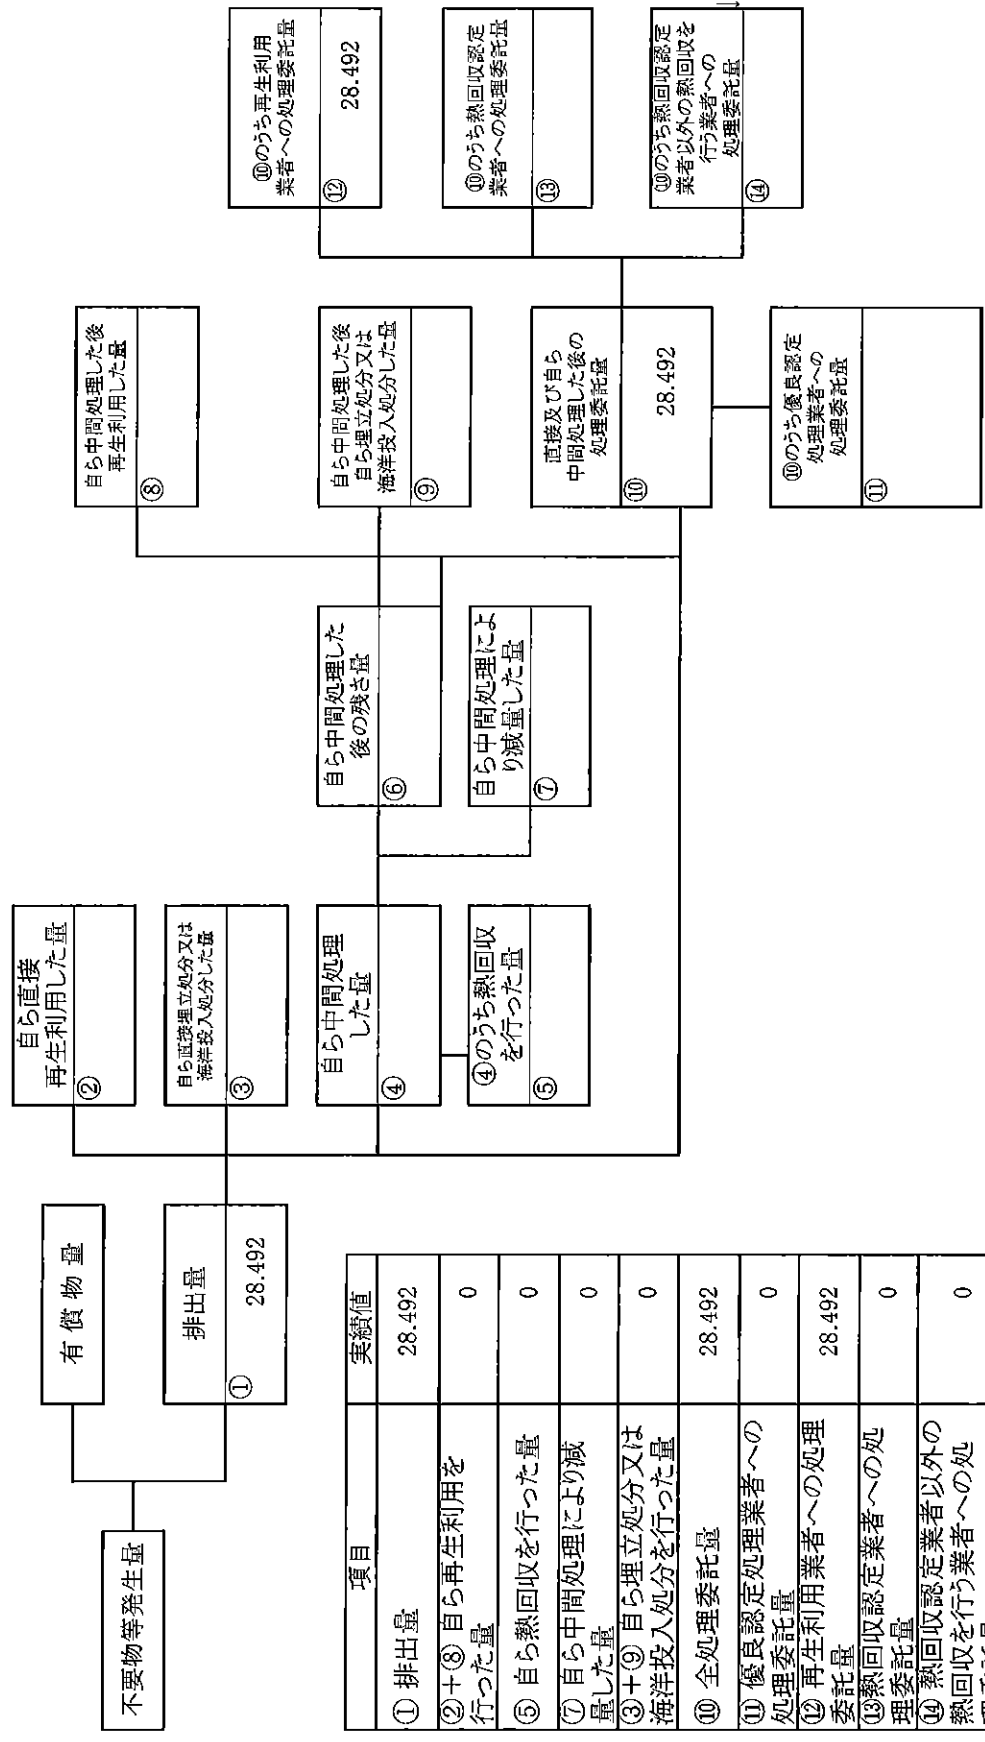 不要物等発生量
有償物量
排出量
①
28.492
自ら直接
再生利用した量
②
自ら直接埋立処分又は
海洋投入処分した量
③
自ら中間処理
した量
④
④のうち熱回収
を行った量
⑤
自ら中間処理した
後の残さ量
⑥
自ら中間処理によ
り減量した量
⑦
自ら中間処理した後
再生利用した量
⑧
自ら中間処理した後
自ら埋立処分又は
海洋投入処分した量
⑨
直接及び自ら
中間処理した後の
処理委託量
⑩
28.492
⑩のうち優良認定
処理業者への
処理委託量
⑪
⑩のうち再生利用
業者への処理委託量
⑫
28.492
⑩のうち熱回収認定
業者への処理委託量
⑬
⑩のうち熱回収認定
業者以外の熱回収を
行う業者への
処理委託量
⑭
項目 実績値
① 排出量 28.492
②+⑧ 自ら再生利用を
行った量 0
⑤ 自ら熱回収を行った量 0
⑦ 自ら中間処理により減
量した量 0
③+⑨ 自ら埋立処分又は
海洋投入処分を行った量 0
⑩ 全処理委託量 28.492
⑪ 優良認定処理業者への
処理委託量 0
⑫ 再生利用業者への処理
委託量 28.492
⑬熱回収認定業者への処
理委託量 0
⑭ 熱回収認定業者以外の
熱回収を行う業者への処 0